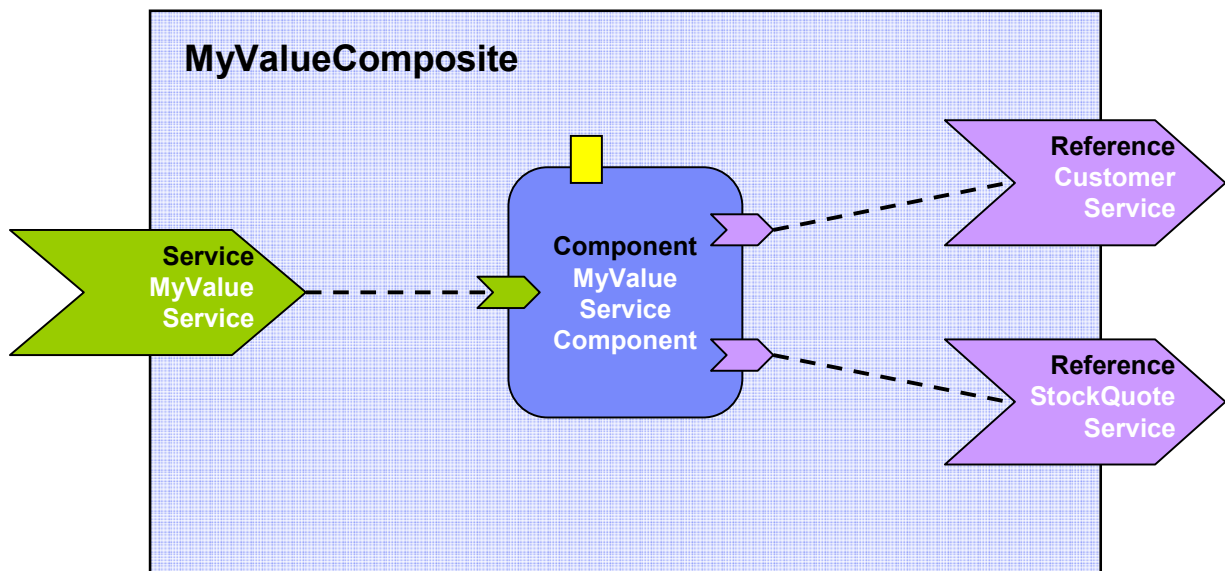 MyValueComposite
Service
MyValue
Service
Component
MyValue
Service
Component
Reference
Customer
Service
Reference
StockQuote
Service